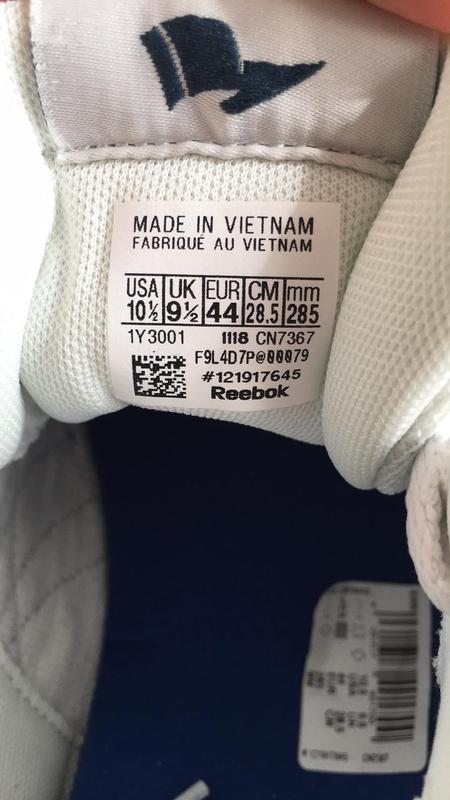 MADE IN VIETNAM
FABRIQUÉ AU VIETNAM
USA UK EUR CM mm
10½ 9½ 44 28.5 285
1Y3001 1118 CN7367
F9L4D7P@00079
#121917645
Reebok